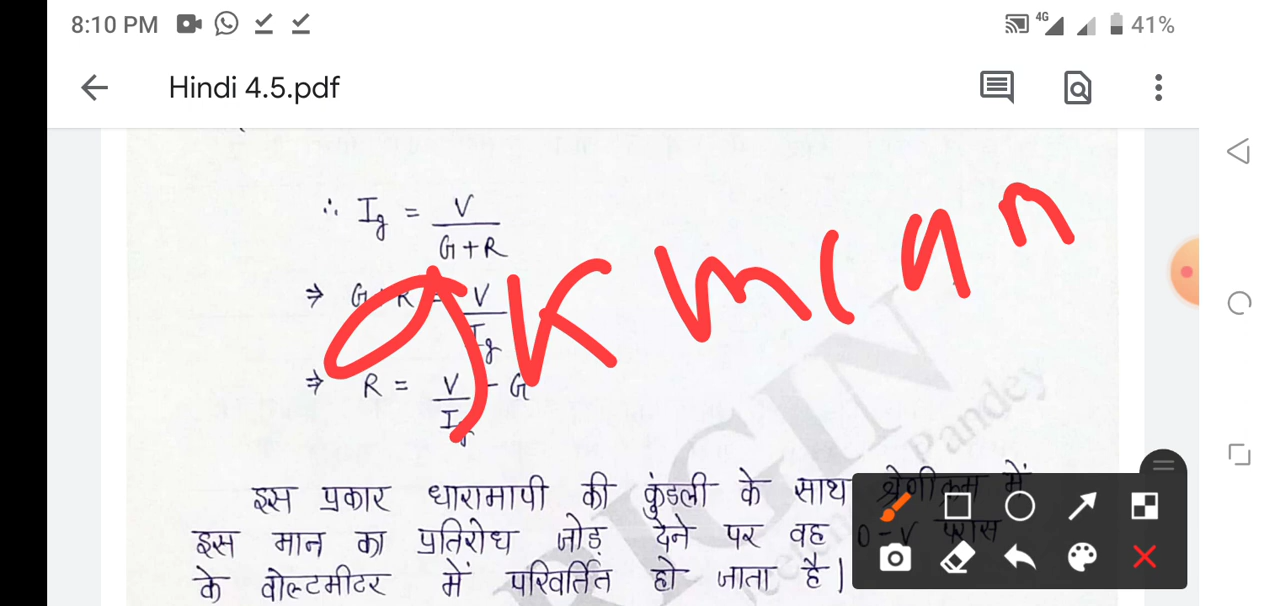 8:10 PM 4G 41%
Hindi 4.5.pdf
∴ Ig = V / G + R
⇒ G + R = V / Ig
⇒ R = V / Ig - G
gkmcan
इस प्रकार धारामापी की कुंडली के साथ श्रेणीक्रम में
इस मान का प्रतिरोध जोड़ देने पर वह 0-V परास
के वोल्टमीटर में परिवर्तित हो जाता है।
Pandey